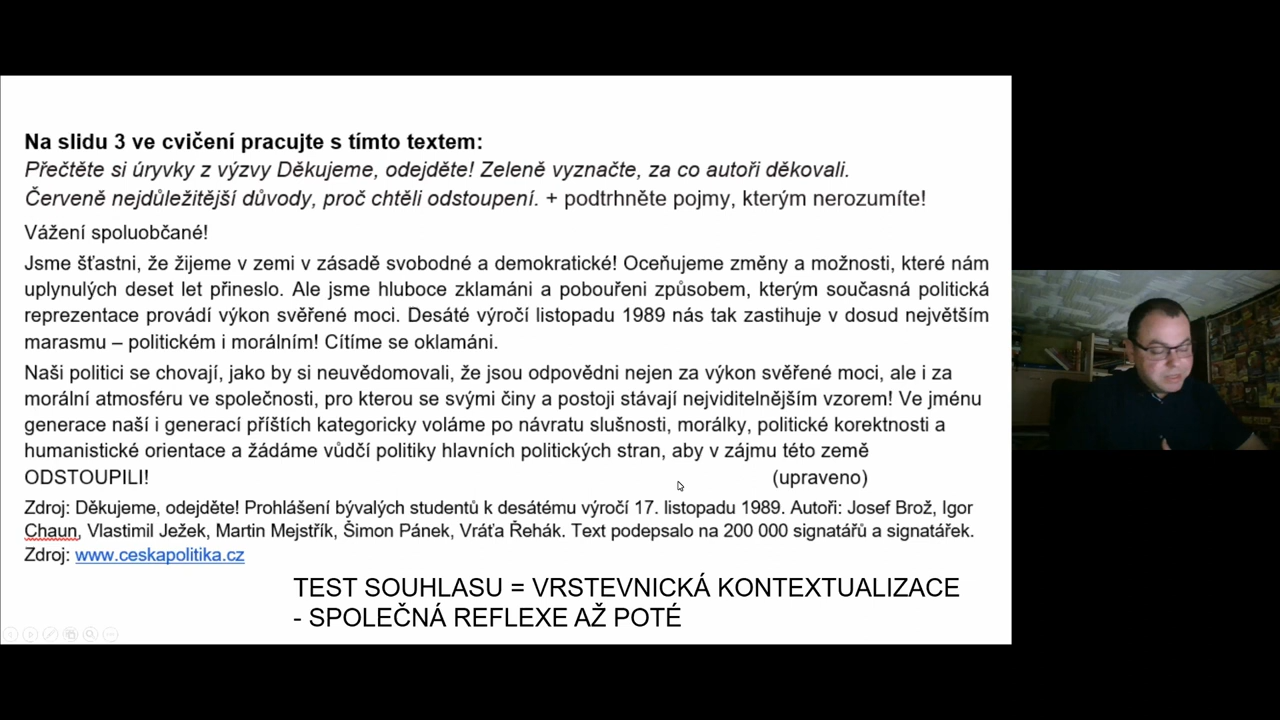 Na slidu 3 ve cvičení pracujte s tímto textem:
Přečtěte si úryvky z výzvy Děkujeme, odejděte! Zeleně vyznačte, za co autoři děkovali.
Červeně nejdůležitější důvody, proč chtěli odstoupení. + podtrhněte pojmy, kterým nerozumíte!
Vážení spoluobčané!
Jsme šťastni, že žijeme v zemi v zásadě svobodné a demokratické! Oceňujeme změny a možnosti, které nám
uplynulých deset let přineslo. Ale jsme hluboce zklamáni a pobouřeni způsobem, kterým současná politická
reprezentace provádí výkon svěřené moci. Desáté výročí listopadu 1989 nás tak zastihuje v dosud největším
marasmu – politickém i morálním! Cítíme se oklamáni.
Naši politici se chovají, jako by si neuvědomovali, že jsou odpovědni nejen za výkon svěřené moci, ale i za
morální atmosféru ve společnosti, pro kterou se svými činy a postoji stávají nejviditelnějším vzorem! Ve jménu
generace naší i generací příštích kategoricky voláme po návratu slušnosti, morálky, politické korektnosti a
humanistické orientace a žádáme vůdčí politiky hlavních politických stran, aby v zájmu této země
ODSTOUPILI! (upraveno)
Zdroj: Děkujeme, odejděte! Prohlášení bývalých studentů k desátému výročí 17. listopadu 1989. Autoři: Josef Brož, Igor
Chaun, Vlastimil Ježek, Martin Mejstřík, Šimon Pánek, Vráťa Řehák. Text podepsalo na 200 000 signatářů a signatářek.
Zdroj: www.ceskapolitika.cz
TEST SOUHLASU = VRSTEVNICKÁ KONTEXTUALIZACE
- SPOLEČNÁ REFLEXE AŽ POTÉ